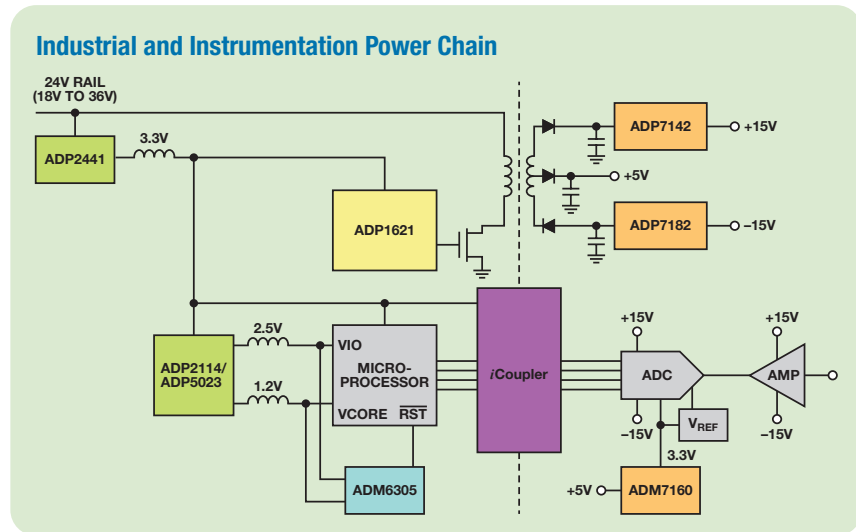 Industrial and Instrumentation Power Chain
24V RAIL
(18V TO 36V)
ADP2441
3.3V
ADP1621
ADP7142
+15V
+5V
ADP7182
–15V
ADP2114/
ADP5023
2.5V
1.2V
VIO
MICRO-
PROCESSOR
VCORE RST
ADM6305
iCoupler
+15V
ADC
–15V
VREF
3.3V
+5V
ADM7160
+15V
AMP
–15V